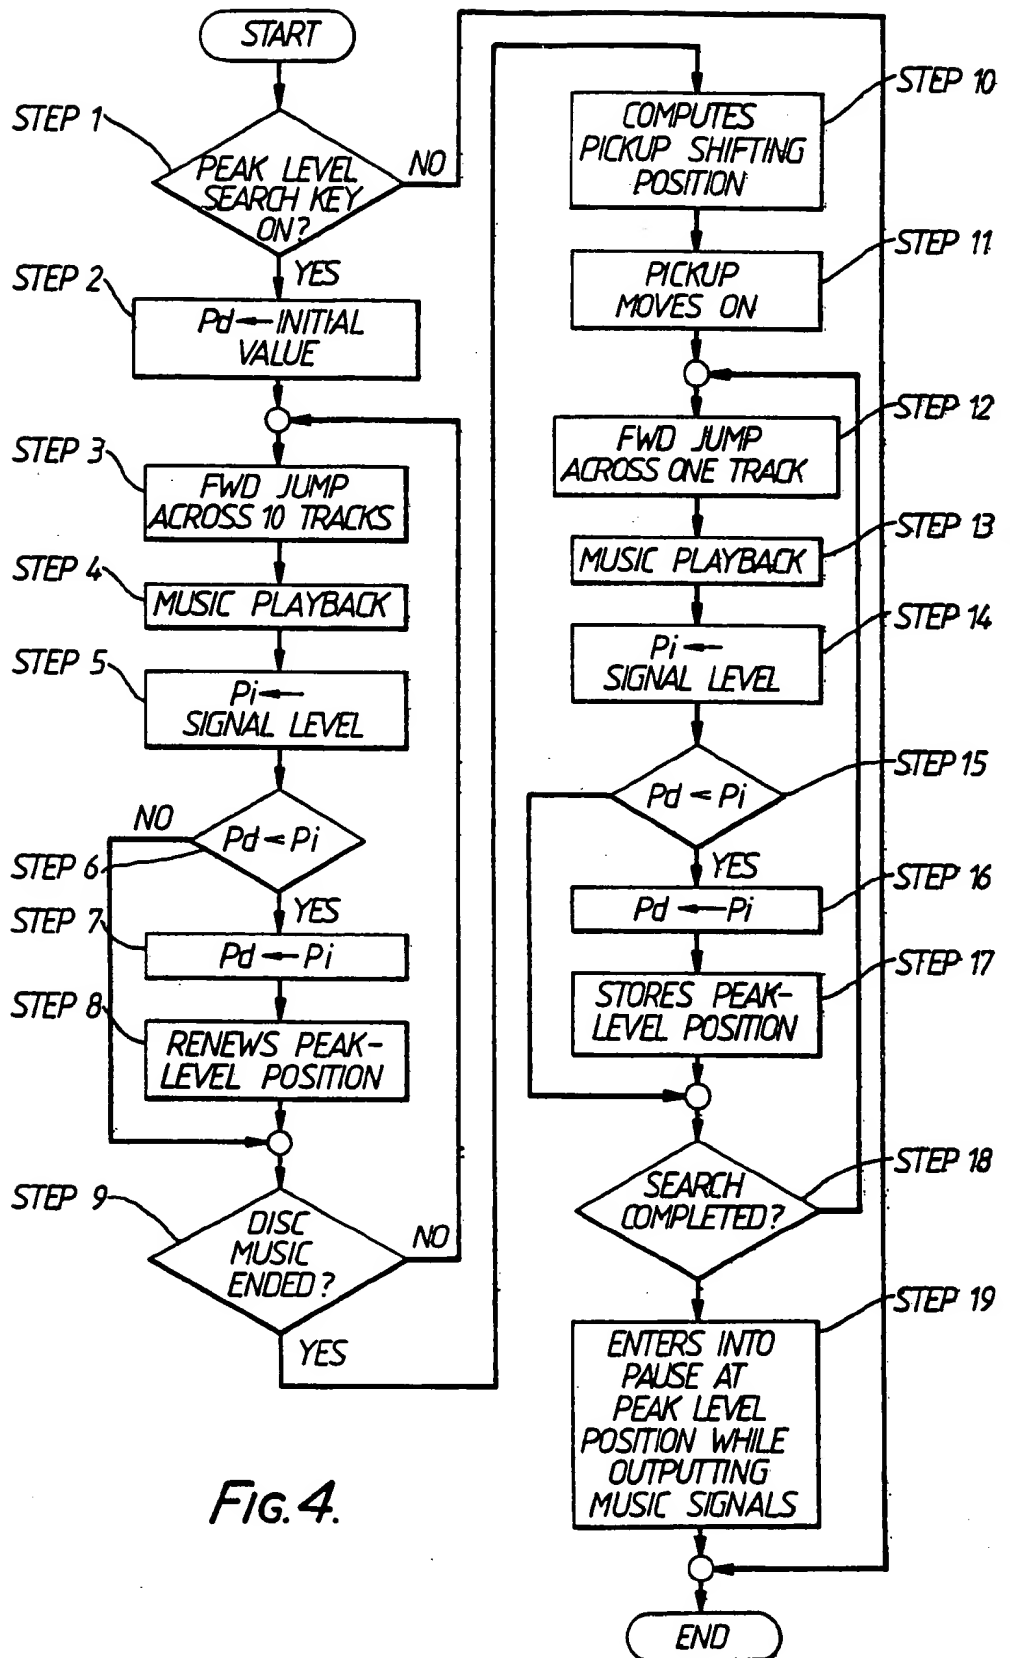 START
STEP 1
PEAK LEVEL
SEARCH KEY
ON?
NO
YES
STEP 2
Pd ← INITIAL
VALUE
STEP 3
FWD JUMP
ACROSS 10 TRACKS
STEP 4
MUSIC PLAYBACK
STEP 5
Pi ←
SIGNAL LEVEL
NO
Pd < Pi
STEP 6
YES
STEP 7
Pd ← Pi
STEP 8
RENEWS PEAK-
LEVEL POSITION
STEP 9
DISC
MUSIC
ENDED?
NO
YES
STEP 10
COMPUTES
PICKUP SHIFTING
POSITION
STEP 11
PICKUP
MOVES ON
STEP 12
FWD JUMP
ACROSS ONE TRACK
STEP 13
MUSIC PLAYBACK
STEP 14
Pi ←
SIGNAL LEVEL
STEP 15
Pd < Pi
YES
STEP 16
Pd ← Pi
STEP 17
STORES PEAK-
LEVEL POSITION
STEP 18
SEARCH
COMPLETED?
STEP 19
ENTERS INTO
PAUSE AT
PEAK LEVEL
POSITION WHILE
OUTPUTTING
MUSIC SIGNALS
END
FIG. 4.